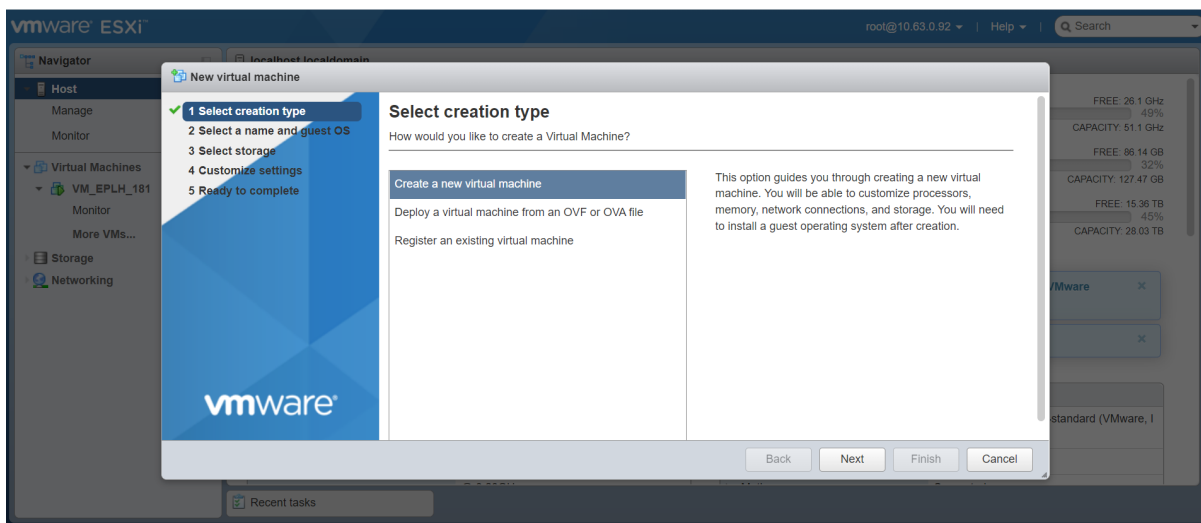 vmware ESXi™
root@10.63.0.92
Help
Search
Navigator
localhost.localdomain
Host
Manage
Monitor
Virtual Machines
VM_EPLH_181
Monitor
More VMs...
Storage
Networking
New virtual machine
1 Select creation type
2 Select a name and guest OS
3 Select storage
4 Customize settings
5 Ready to complete
vmware®
Select creation type
How would you like to create a Virtual Machine?
Create a new virtual machine
Deploy a virtual machine from an OVF or OVA file
Register an existing virtual machine
This option guides you through creating a new virtual
machine. You will be able to customize processors,
memory, network connections, and storage. You will need
to install a guest operating system after creation.
Back
Next
Finish
Cancel
FREE: 26.1 GHz
49%
CAPACITY: 51.1 GHz
FREE: 86.14 GB
32%
CAPACITY: 127.47 GB
FREE: 15.36 TB
45%
CAPACITY: 28.03 TB
VMware
-standard (VMware, I
Recent tasks